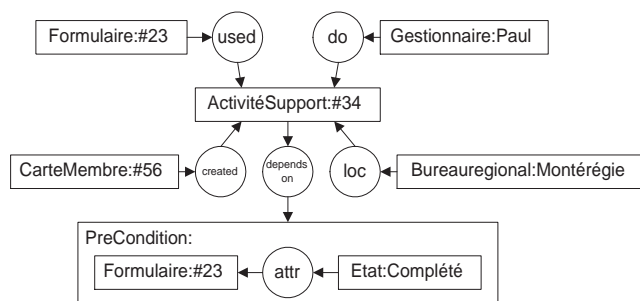 Formulaire:#23
used
do
Gestionnaire:Paul
ActivitéSupport:#34
CarteMembre:#56
created
depends
on
loc
Bureauregional:Montérégie
PreCondition:
Formulaire:#23
attr
Etat:Complété